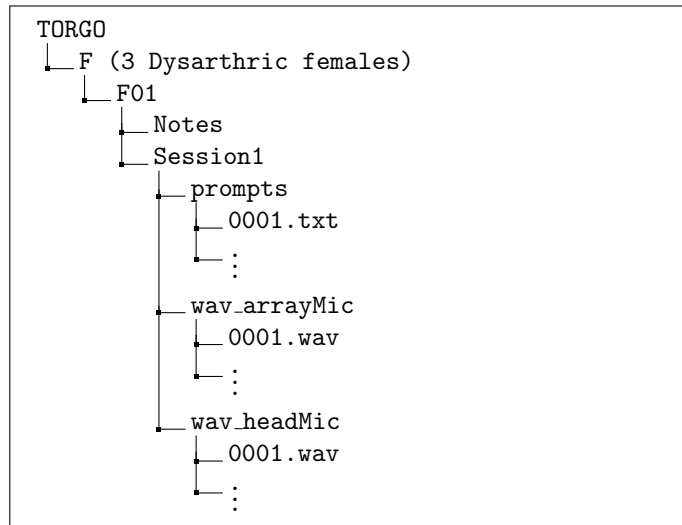 TORGO
F (3 Dysarthric females)
F01
Notes
Session1
prompts
0001.txt
⋮
wav_arrayMic
0001.wav
⋮
wav_headMic
0001.wav
⋮